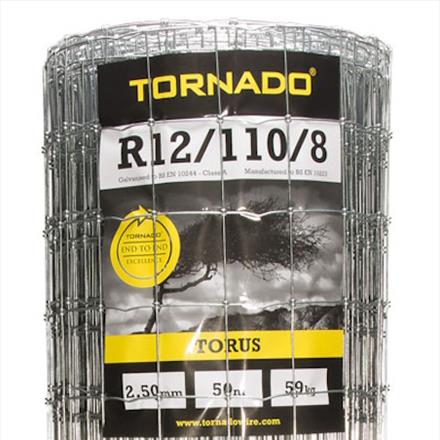 TORNADO®
R12/110/8
Galvanised to BS EN 10244 - Class A Manufactured to BS EN 10223
TORNADO
END TO END
EXCELLENCE
TORUS
2.50mm 50m 59kg
www.tornadowire.com